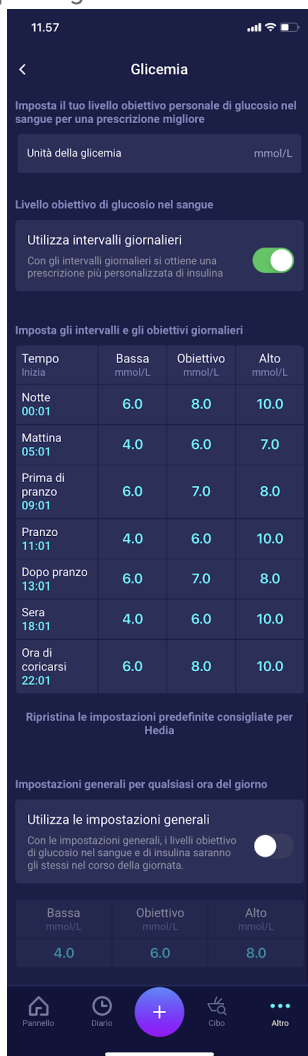 11.57
Glicemia
Imposta il tuo livello obiettivo personale di glucosio nel
sangue per una prescrizione migliore
Unità della glicemia mmol/L
Livello obiettivo di glucosio nel sangue
Utilizza intervalli giornalieri
Con gli intervalli giornalieri si ottiene una
prescrizione più personalizzata di insulina
Imposta gli intervalli e gli obiettivi giornalieri
Tempo Bassa Obiettivo Alto
Inizia mmol/L mmol/L mmol/L
Notte
00:01 6.0 8.0 10.0
Mattina
05:01 4.0 6.0 7.0
Prima di
pranzo 6.0 7.0 8.0
09:01
Pranzo
11:01 4.0 6.0 10.0
Dopo pranzo
13:01 6.0 7.0 8.0
Sera
18:01 4.0 6.0 10.0
Ora di
coricarsi 6.0 8.0 10.0
22:01
Ripristina le impostazioni predefinite consigliate per
Hedia
Impostazioni generali per qualsiasi ora del giorno
Utilizza le impostazioni generali
Con le impostazioni generali, i livelli obiettivo
di glucosio nel sangue e di insulina saranno
gli stessi nel corso della giornata.
Bassa Obiettivo Alto
mmol/L mmol/L mmol/L
4.0 6.0 8.0
Pannello Diario + Cibo Altro